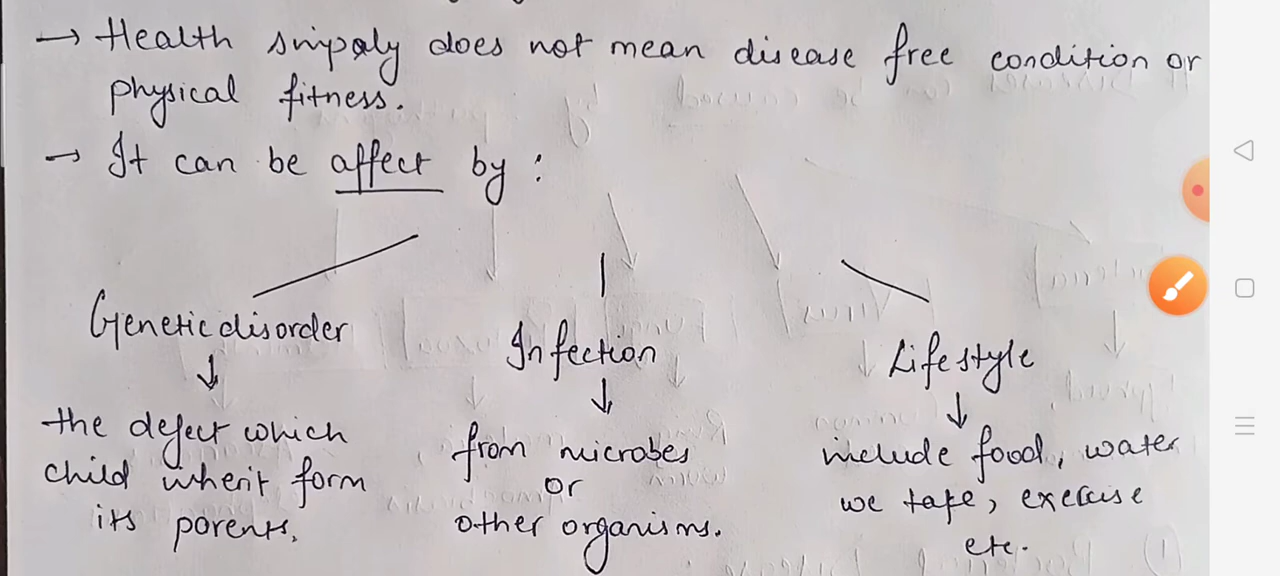 → Health smpaly does not mean disease free condition or
physical fitness.
→ It can be affect by :
Genetic disorder
Infection
Lifestyle
the defect which
child inherit form
its parents.
from microbes
or
other organisms.
include food, water
we take, exercise
etc.